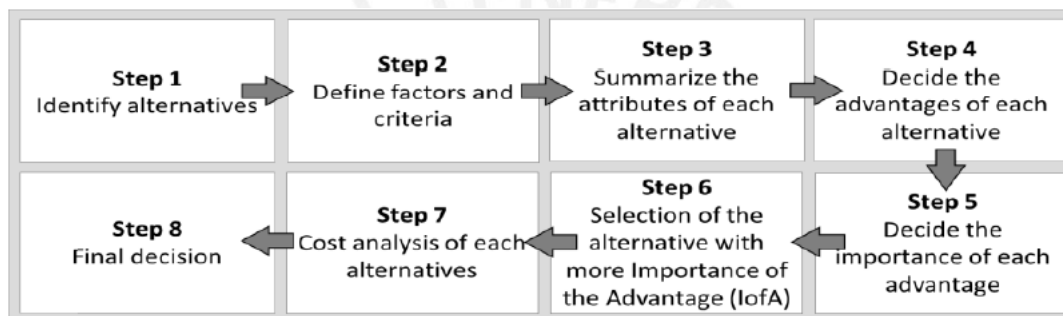 Step 1
Identify alternatives
Step 2
Define factors and
criteria
Step 3
Summarize the
attributes of each
alternative
Step 4
Decide the
advantages of each
alternative
Step 5
Decide the
importance of each
advantage
Step 6
Selection of the
alternative with
more Importance of
the Advantage (IofA)
Step 7
Cost analysis of each
alternatives
Step 8
Final decision